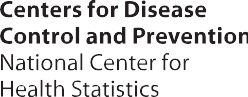 Centers for Disease
Control and Prevention
National Center for
Health Statistics